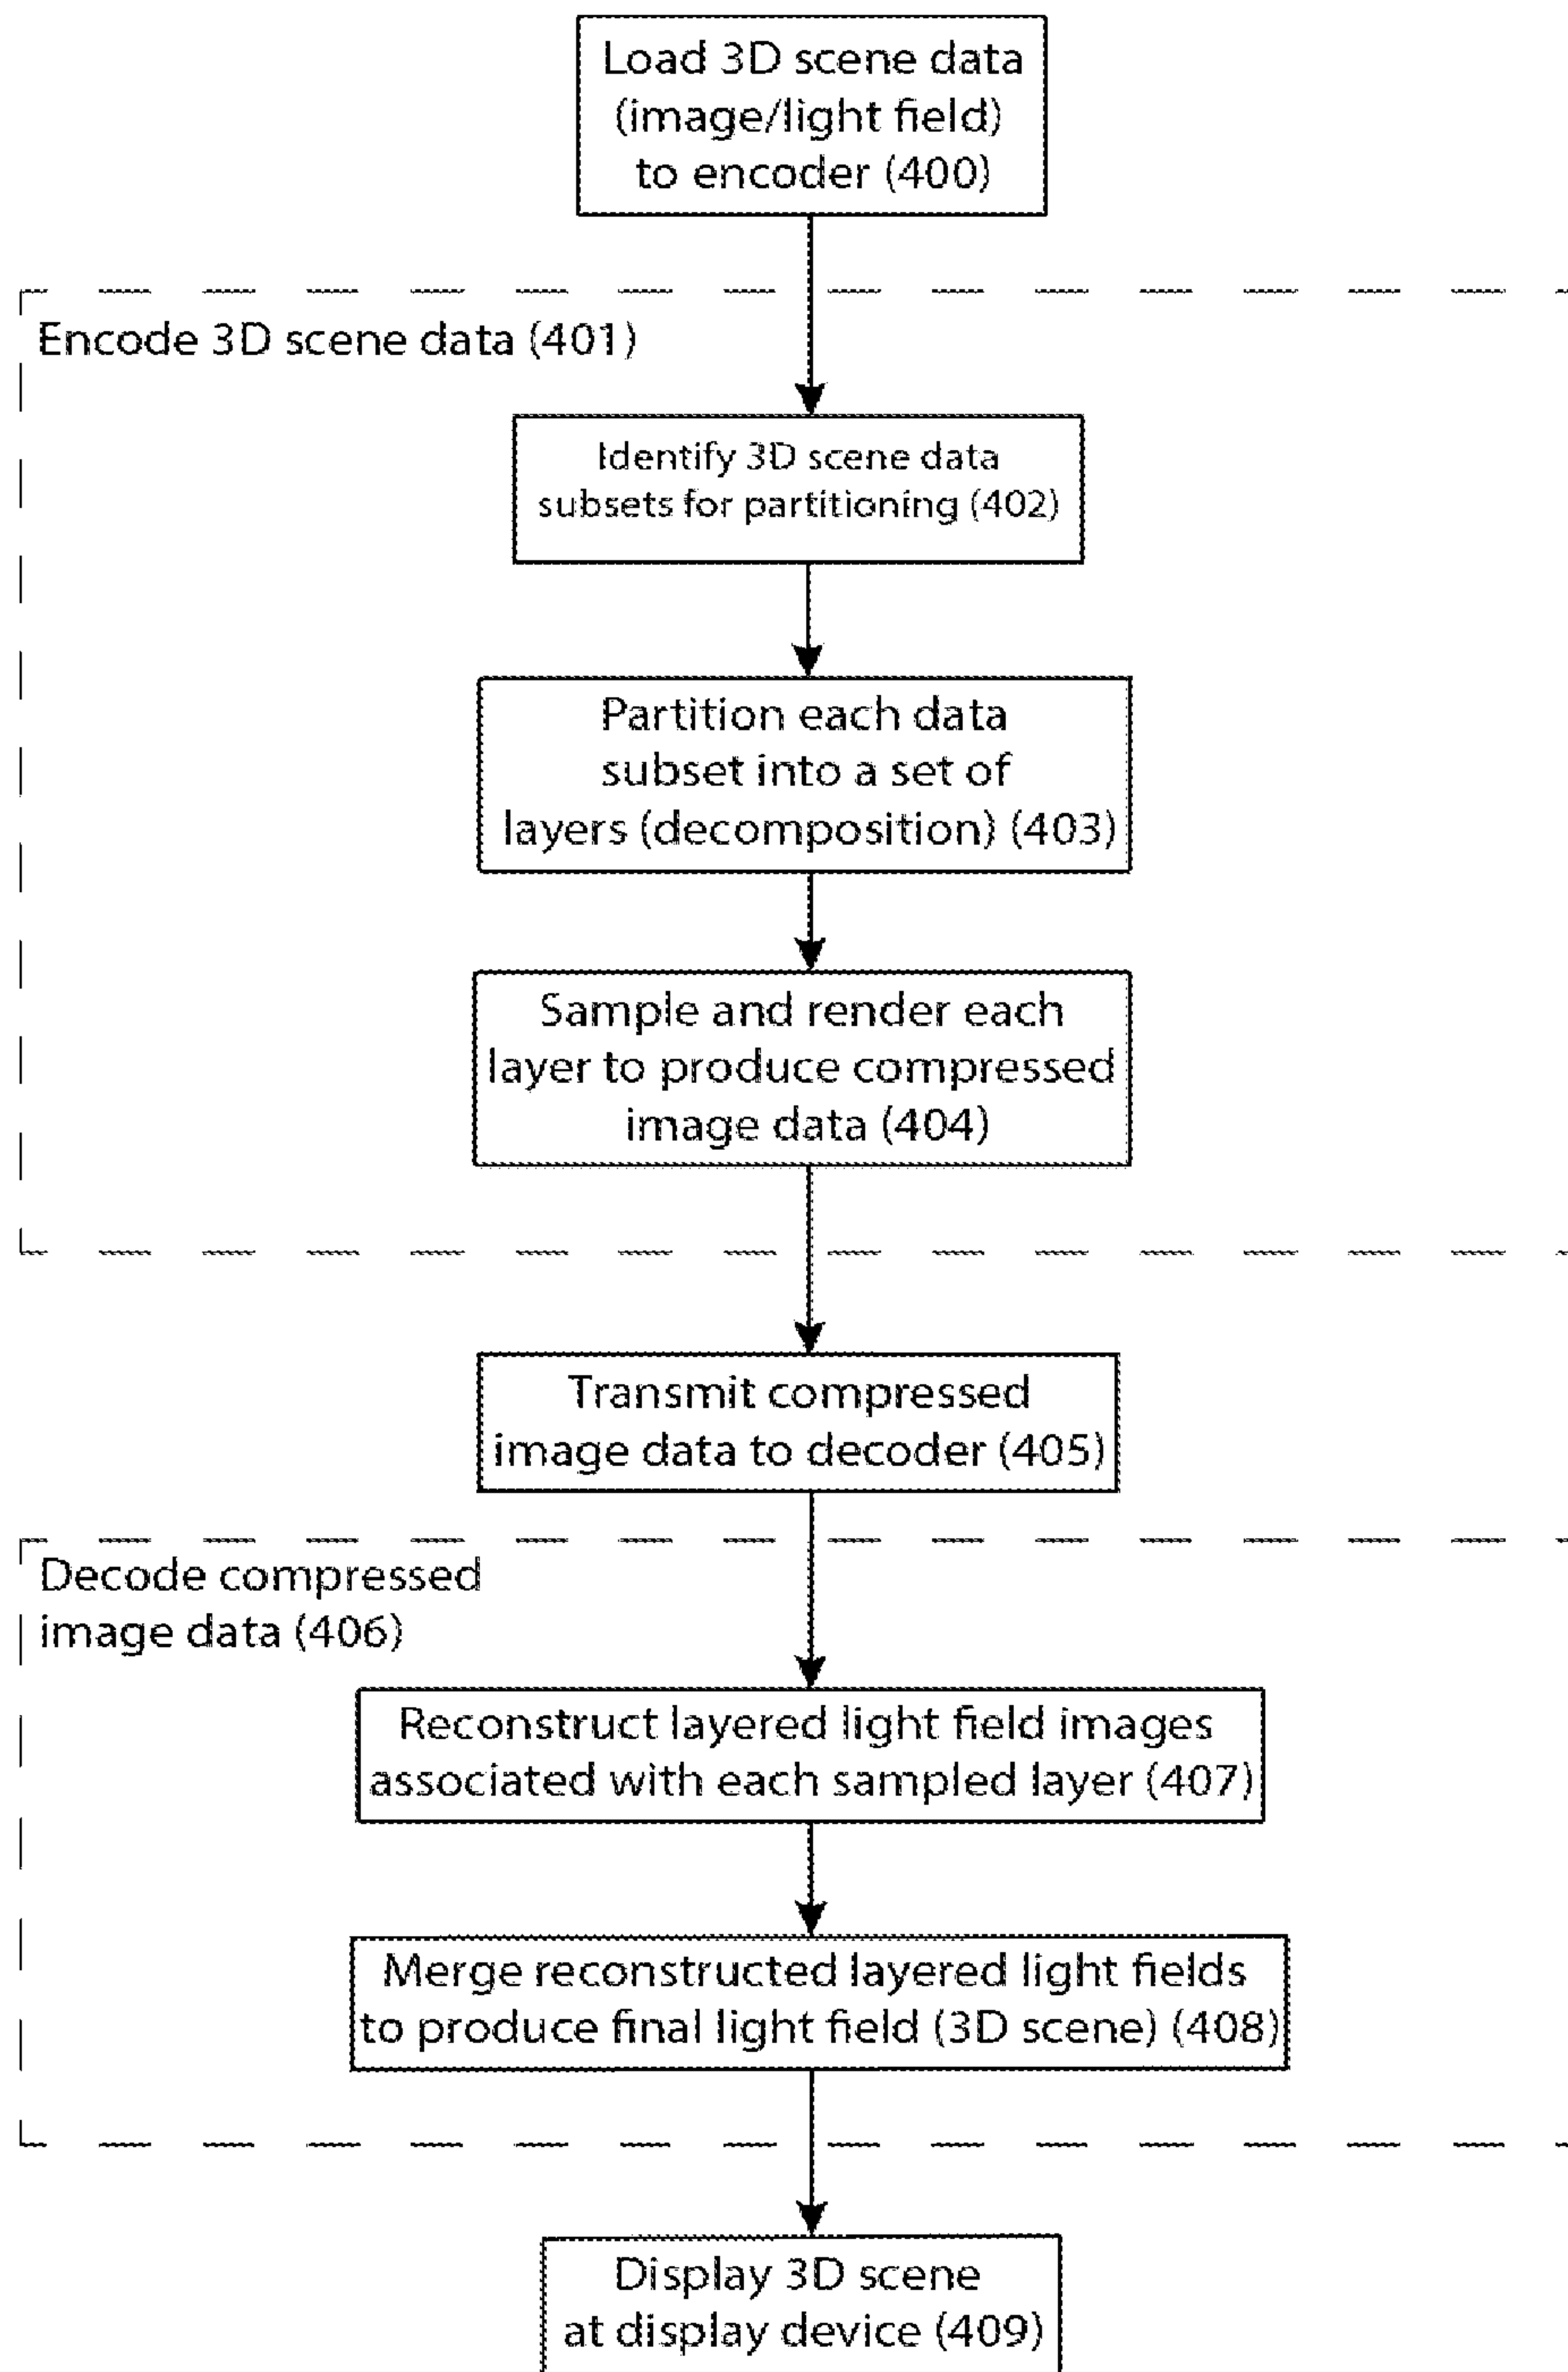 Load 3D scene data
(image/light field)
to encoder (400)
Encode 3D scene data (401)
Identify 3D scene data
subsets for partitioning (402)
Partition each data
subset into a set of
layers (decomposition) (403)
Sample and render each
layer to produce compressed
image data (404)
Transmit compressed
image data to decoder (405)
Decode compressed
image data (406)
Reconstruct layered light field images
associated with each sampled layer (407)
Merge reconstructed layered light fields
to produce final light field (3D scene) (408)
Display 3D scene
at display device (409)